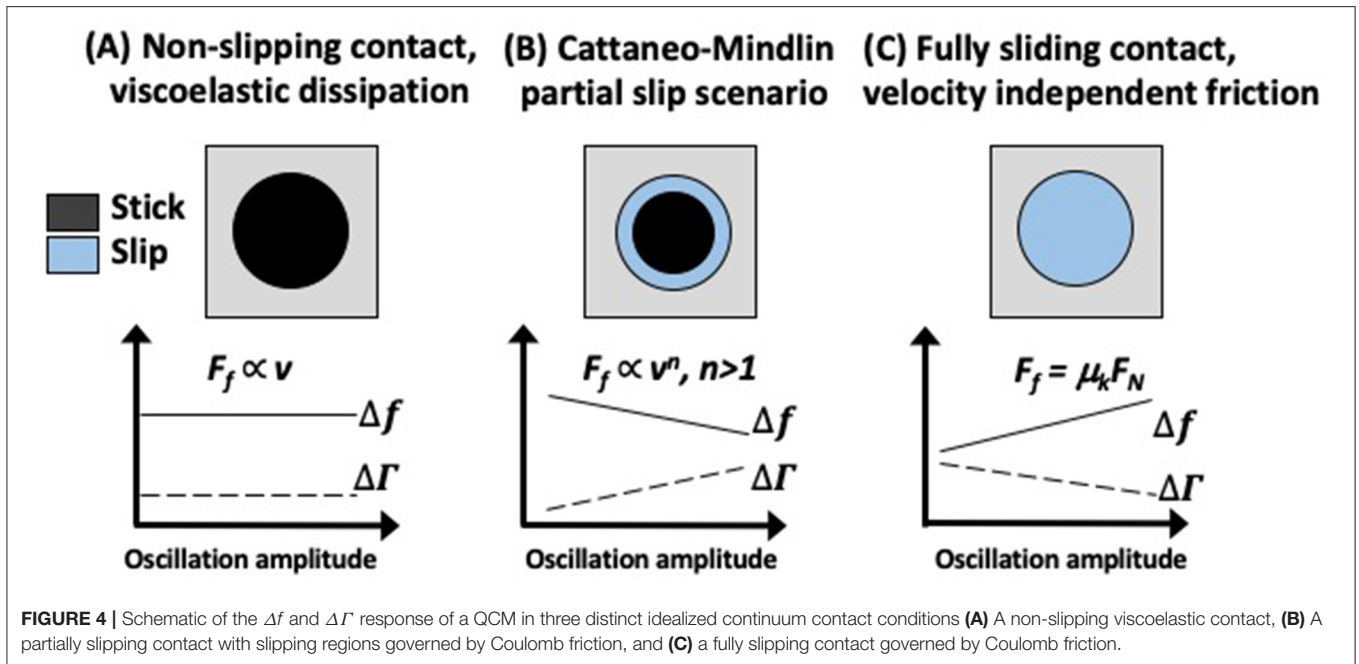 (A) Non-slipping contact,
viscoelastic dissipation
(B) Cattaneo-Mindlin
partial slip scenario
(C) Fully sliding contact,
velocity independent friction
Stick
Slip
F_f ∝ v
Δf
ΔΓ
Oscillation amplitude
F_f ∝ vⁿ, n>1
Δf
ΔΓ
Oscillation amplitude
F_f = μ_kF_N
Δf
ΔΓ
Oscillation amplitude
FIGURE 4 | Schematic of the Δf and ΔΓ response of a QCM in three distinct idealized continuum contact conditions (A) A non-slipping viscoelastic contact, (B) A
partially slipping contact with slipping regions governed by Coulomb friction, and (C) a fully slipping contact governed by Coulomb friction.